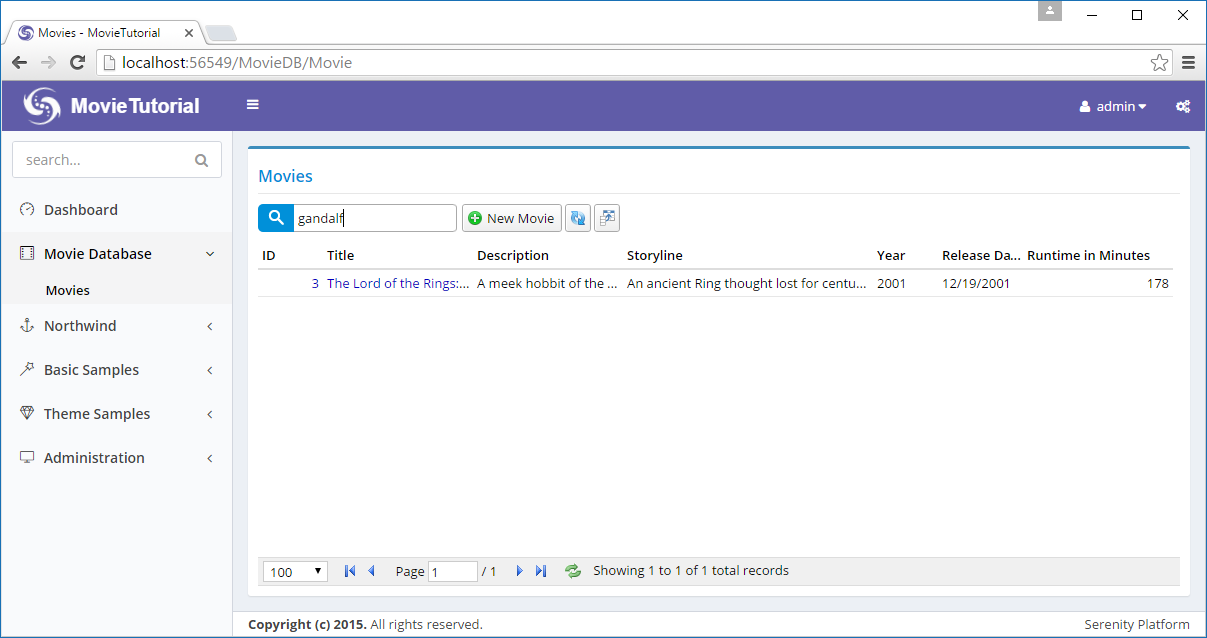 Movies - MovieTutorial
localhost:56549/MovieDB/Movie
MovieTutorial
admin
search...
Dashboard
Movie Database
Movies
Northwind
Basic Samples
Theme Samples
Administration
Movies
gandalf
New Movie
ID Title Description Storyline Year Release Da... Runtime in Minutes
3 The Lord of the Rings:... A meek hobbit of the ... An ancient Ring thought lost for centu... 2001 12/19/2001 178
100 Page 1 / 1 Showing 1 to 1 of 1 total records
Copyright (c) 2015. All rights reserved. Serenity Platform